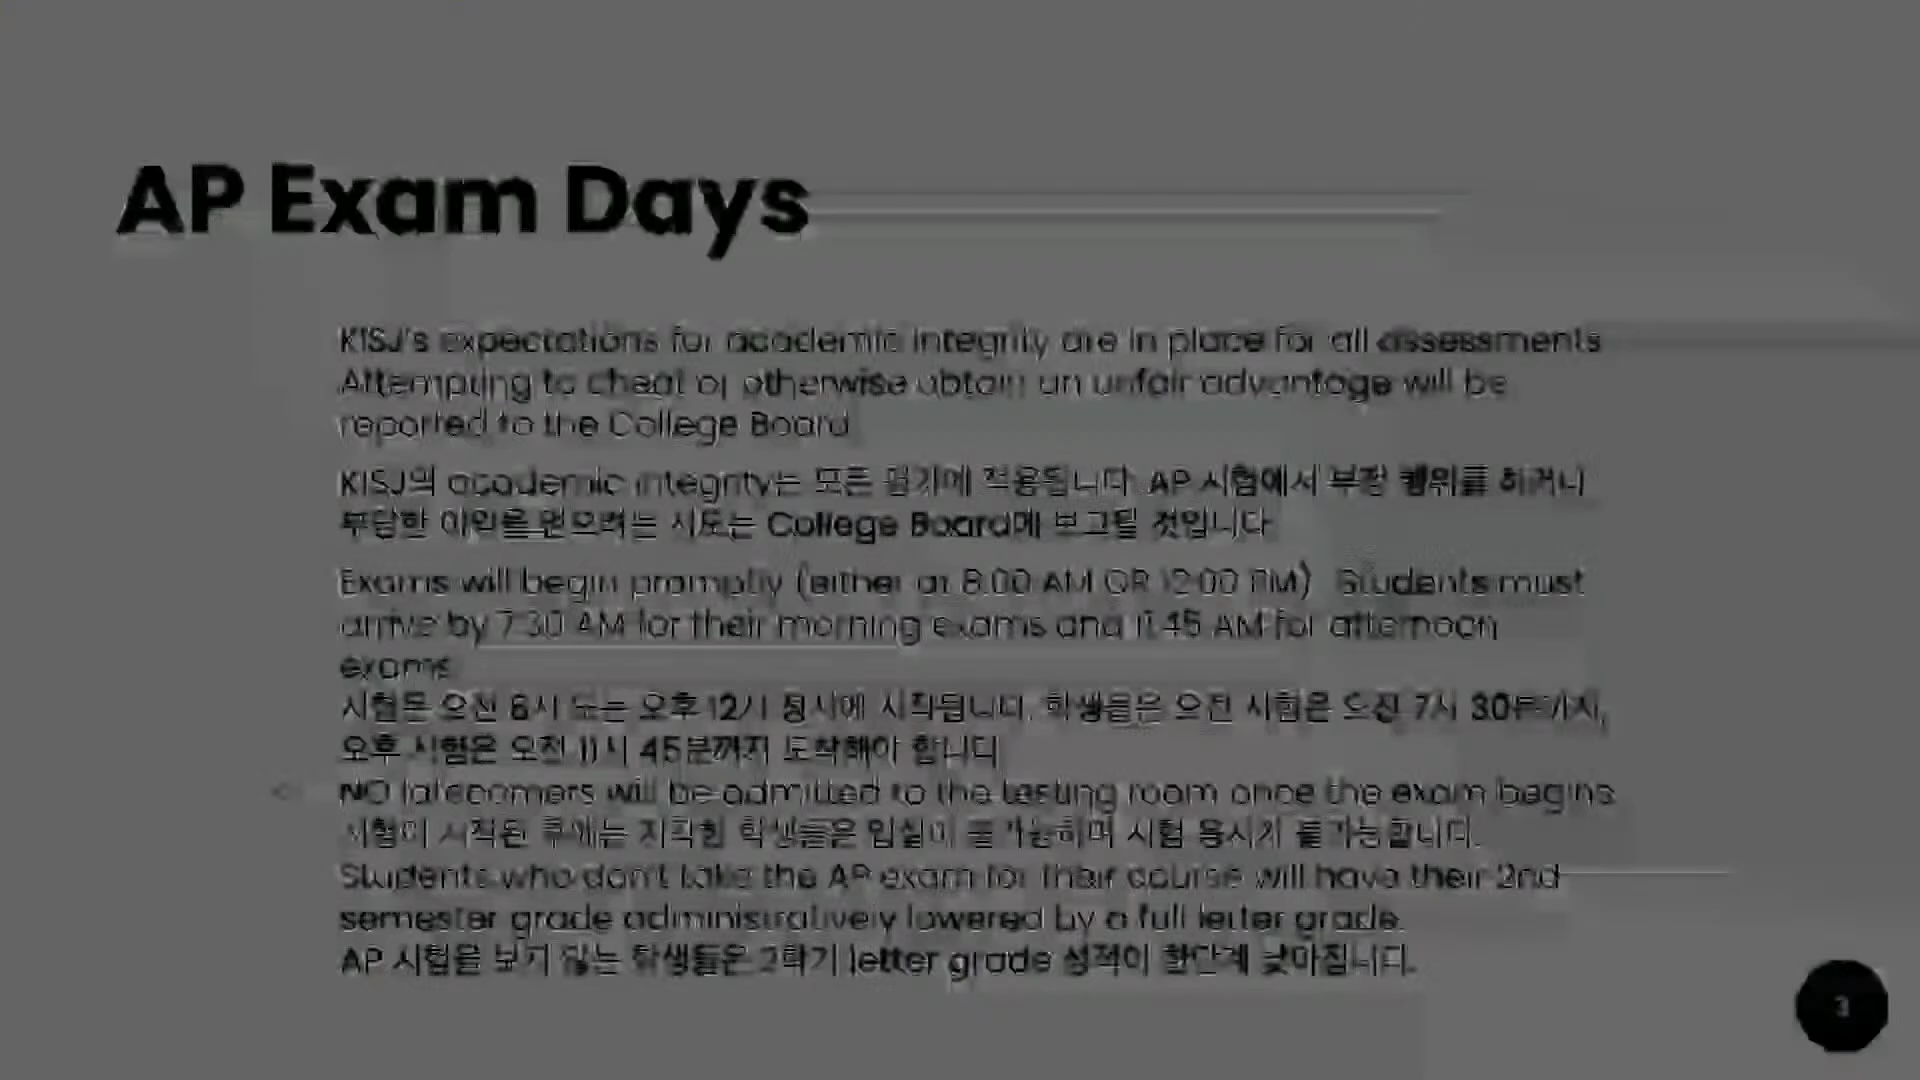 AP Exam Days
KISJ's expectations for academic integrity are in place for all assessments
Attempting to cheat or otherwise obtain an unfair advantage will be
reported to the College Board
KISJ의 academic integrity는 모든 평가에 적용됩니다 AP 시험에서 부정 행위를 하거나
부당한 이익을 얻으려는 시도는 College Board에 보고될 것입니다
Exams will begin promptly (either at 8:00 AM OR 12:00 PM) Students must
arrive by 7:30 AM for their morning exams and 11:45 AM for afternoon
exams
시험은 오전 8시 또는 오후 12시 정시에 시작됩니다. 학생들은 오전 시험은 오전 7시 30분까지,
오후 시험은 오전 11시 45분까지 도착해야 합니다
NO latecomers will be admitted to the testing room once the exam begins
시험이 시작된 후에는 지각한 학생들은 입실이 불가능하며 시험 응시가 불가능합니다.
Students who don't take the AP exam for their course will have their 2nd
semester grade administratively lowered by a full letter grade.
AP 시험을 보지 않는 학생들은 2학기 letter grade 성적이 한단계 낮아집니다.
3